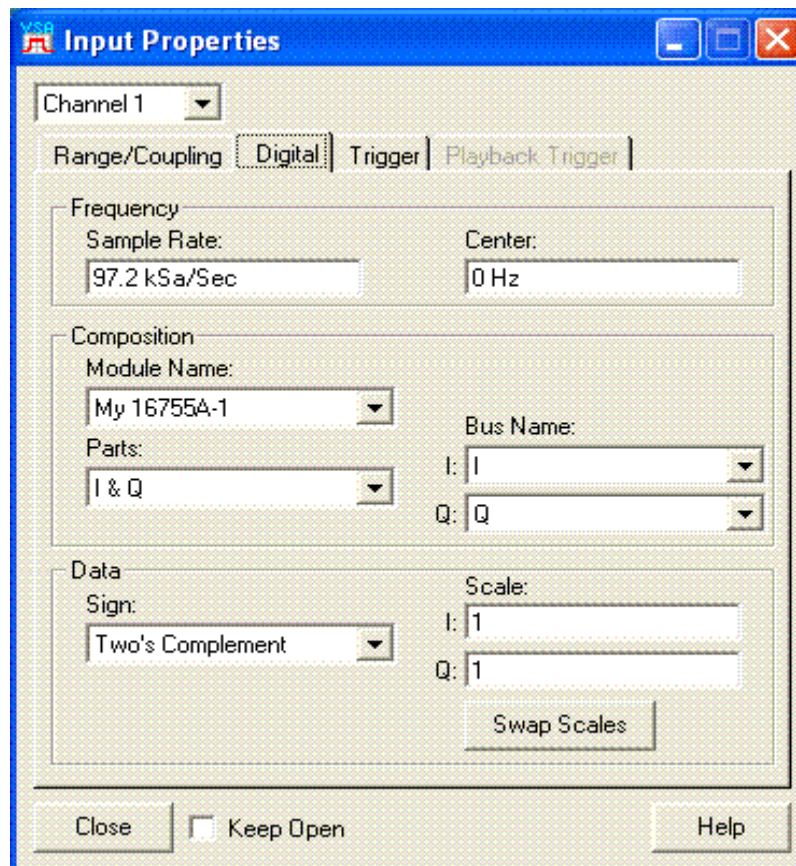 VSA
Input Properties
Channel 1
Range/Coupling Digital Trigger Playback Trigger
Frequency
Sample Rate: Center:
97.2 kSa/Sec 0 Hz
Composition
Module Name:
My 16755A-1
Bus Name:
Parts:
I: I
I & Q
Q: Q
Data
Scale:
Sign:
I: 1
Two's Complement
Q: 1
Swap Scales
Close Keep Open Help